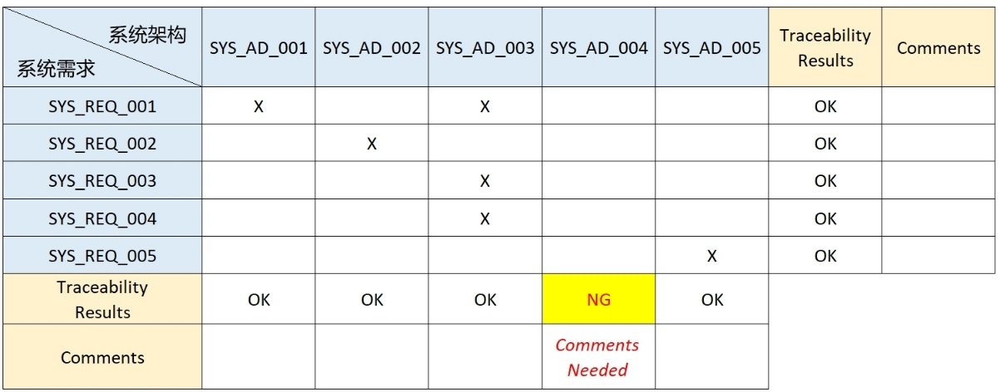 系统架构
系统需求
SYS_AD_001 SYS_AD_002 SYS_AD_003 SYS_AD_004 SYS_AD_005 Traceability Results Comments
SYS_REQ_001 X X OK
SYS_REQ_002 X OK
SYS_REQ_003 X OK
SYS_REQ_004 X OK
SYS_REQ_005 X OK
Traceability Results OK OK OK NG OK
Comments Comments Needed